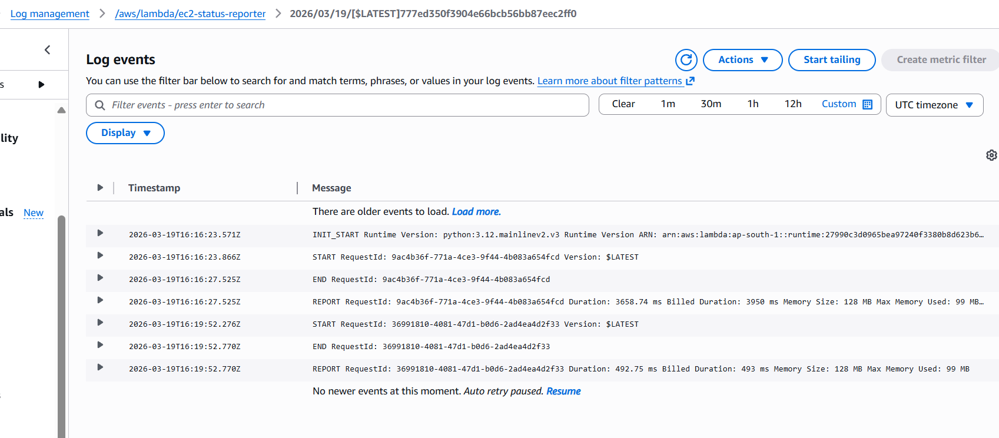 Log management > /aws/lambda/ec2-status-reporter > 2026/03/19/[$LATEST]777ed350f3904e66bcb56bb87eec2ff0
Log events
Actions
Start tailing
Create metric filter
You can use the filter bar below to search for and match terms, phrases, or values in your log events. Learn more about filter patterns
s
Filter events - press enter to search
Clear 1m 30m 1h 12h Custom
UTC timezone
Display
lity
Timestamp Message
There are older events to load. Load more.
als New
2026-03-19T16:16:23.571Z INIT_START Runtime Version: python:3.12.mainlinev2.v3 Runtime Version ARN: arn:aws:lambda:ap-south-1::runtime:27990c3d0965bea97240f3380b8d623b6…
2026-03-19T16:16:23.866Z START RequestId: 9ac4b36f-771a-4ce3-9f44-4b083a654fcd Version: $LATEST
2026-03-19T16:16:27.525Z END RequestId: 9ac4b36f-771a-4ce3-9f44-4b083a654fcd
2026-03-19T16:16:27.525Z REPORT RequestId: 9ac4b36f-771a-4ce3-9f44-4b083a654fcd Duration: 3658.74 ms Billed Duration: 3950 ms Memory Size: 128 MB Max Memory Used: 99 MB…
2026-03-19T16:19:52.276Z START RequestId: 36991810-4081-47d1-b0d6-2ad4ea4d2f33 Version: $LATEST
2026-03-19T16:19:52.770Z END RequestId: 36991810-4081-47d1-b0d6-2ad4ea4d2f33
2026-03-19T16:19:52.770Z REPORT RequestId: 36991810-4081-47d1-b0d6-2ad4ea4d2f33 Duration: 492.75 ms Billed Duration: 493 ms Memory Size: 128 MB Max Memory Used: 99 MB
No newer events at this moment. Auto retry paused. Resume